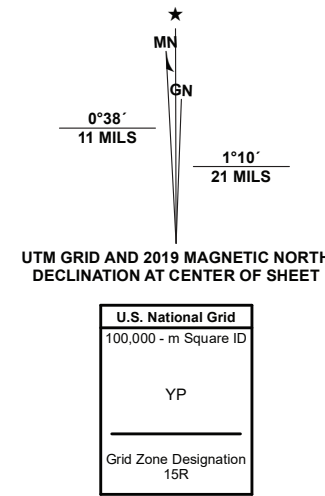 ★
MN
GN
0°38´
11 MILS
1°10´
21 MILS
UTM GRID AND 2019 MAGNETIC NORTH
DECLINATION AT CENTER OF SHEET
U.S. National Grid
100,000 - m Square ID
YP
Grid Zone Designation
15R